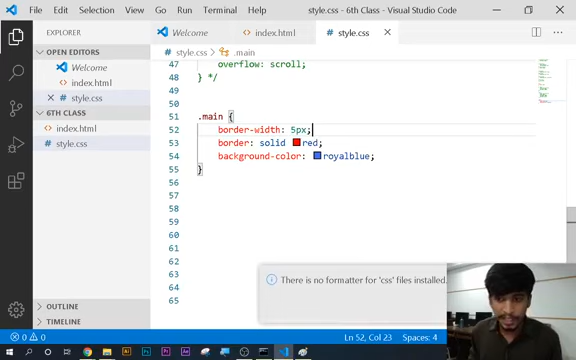 File Edit Selection View Go Run Terminal Help style.css - 6th Class - Visual Studio Code
EXPLORER
Welcome index.html style.css
OPEN EDITORS
style.css .main
Welcome
index.html
style.css
6TH CLASS
index.html
style.css
47 overflow: scroll;
48 } */
49
50
51 .main {
52 border-width: 5px;
53 border: solid red;
54 background-color: royalblue;
55 }
56
57
58
59
60
61
62
63
64
65
There is no formatter for 'css' files installed.
OUTLINE
TIMELINE
0 0 Ln 52, Col 23 Spaces: 4